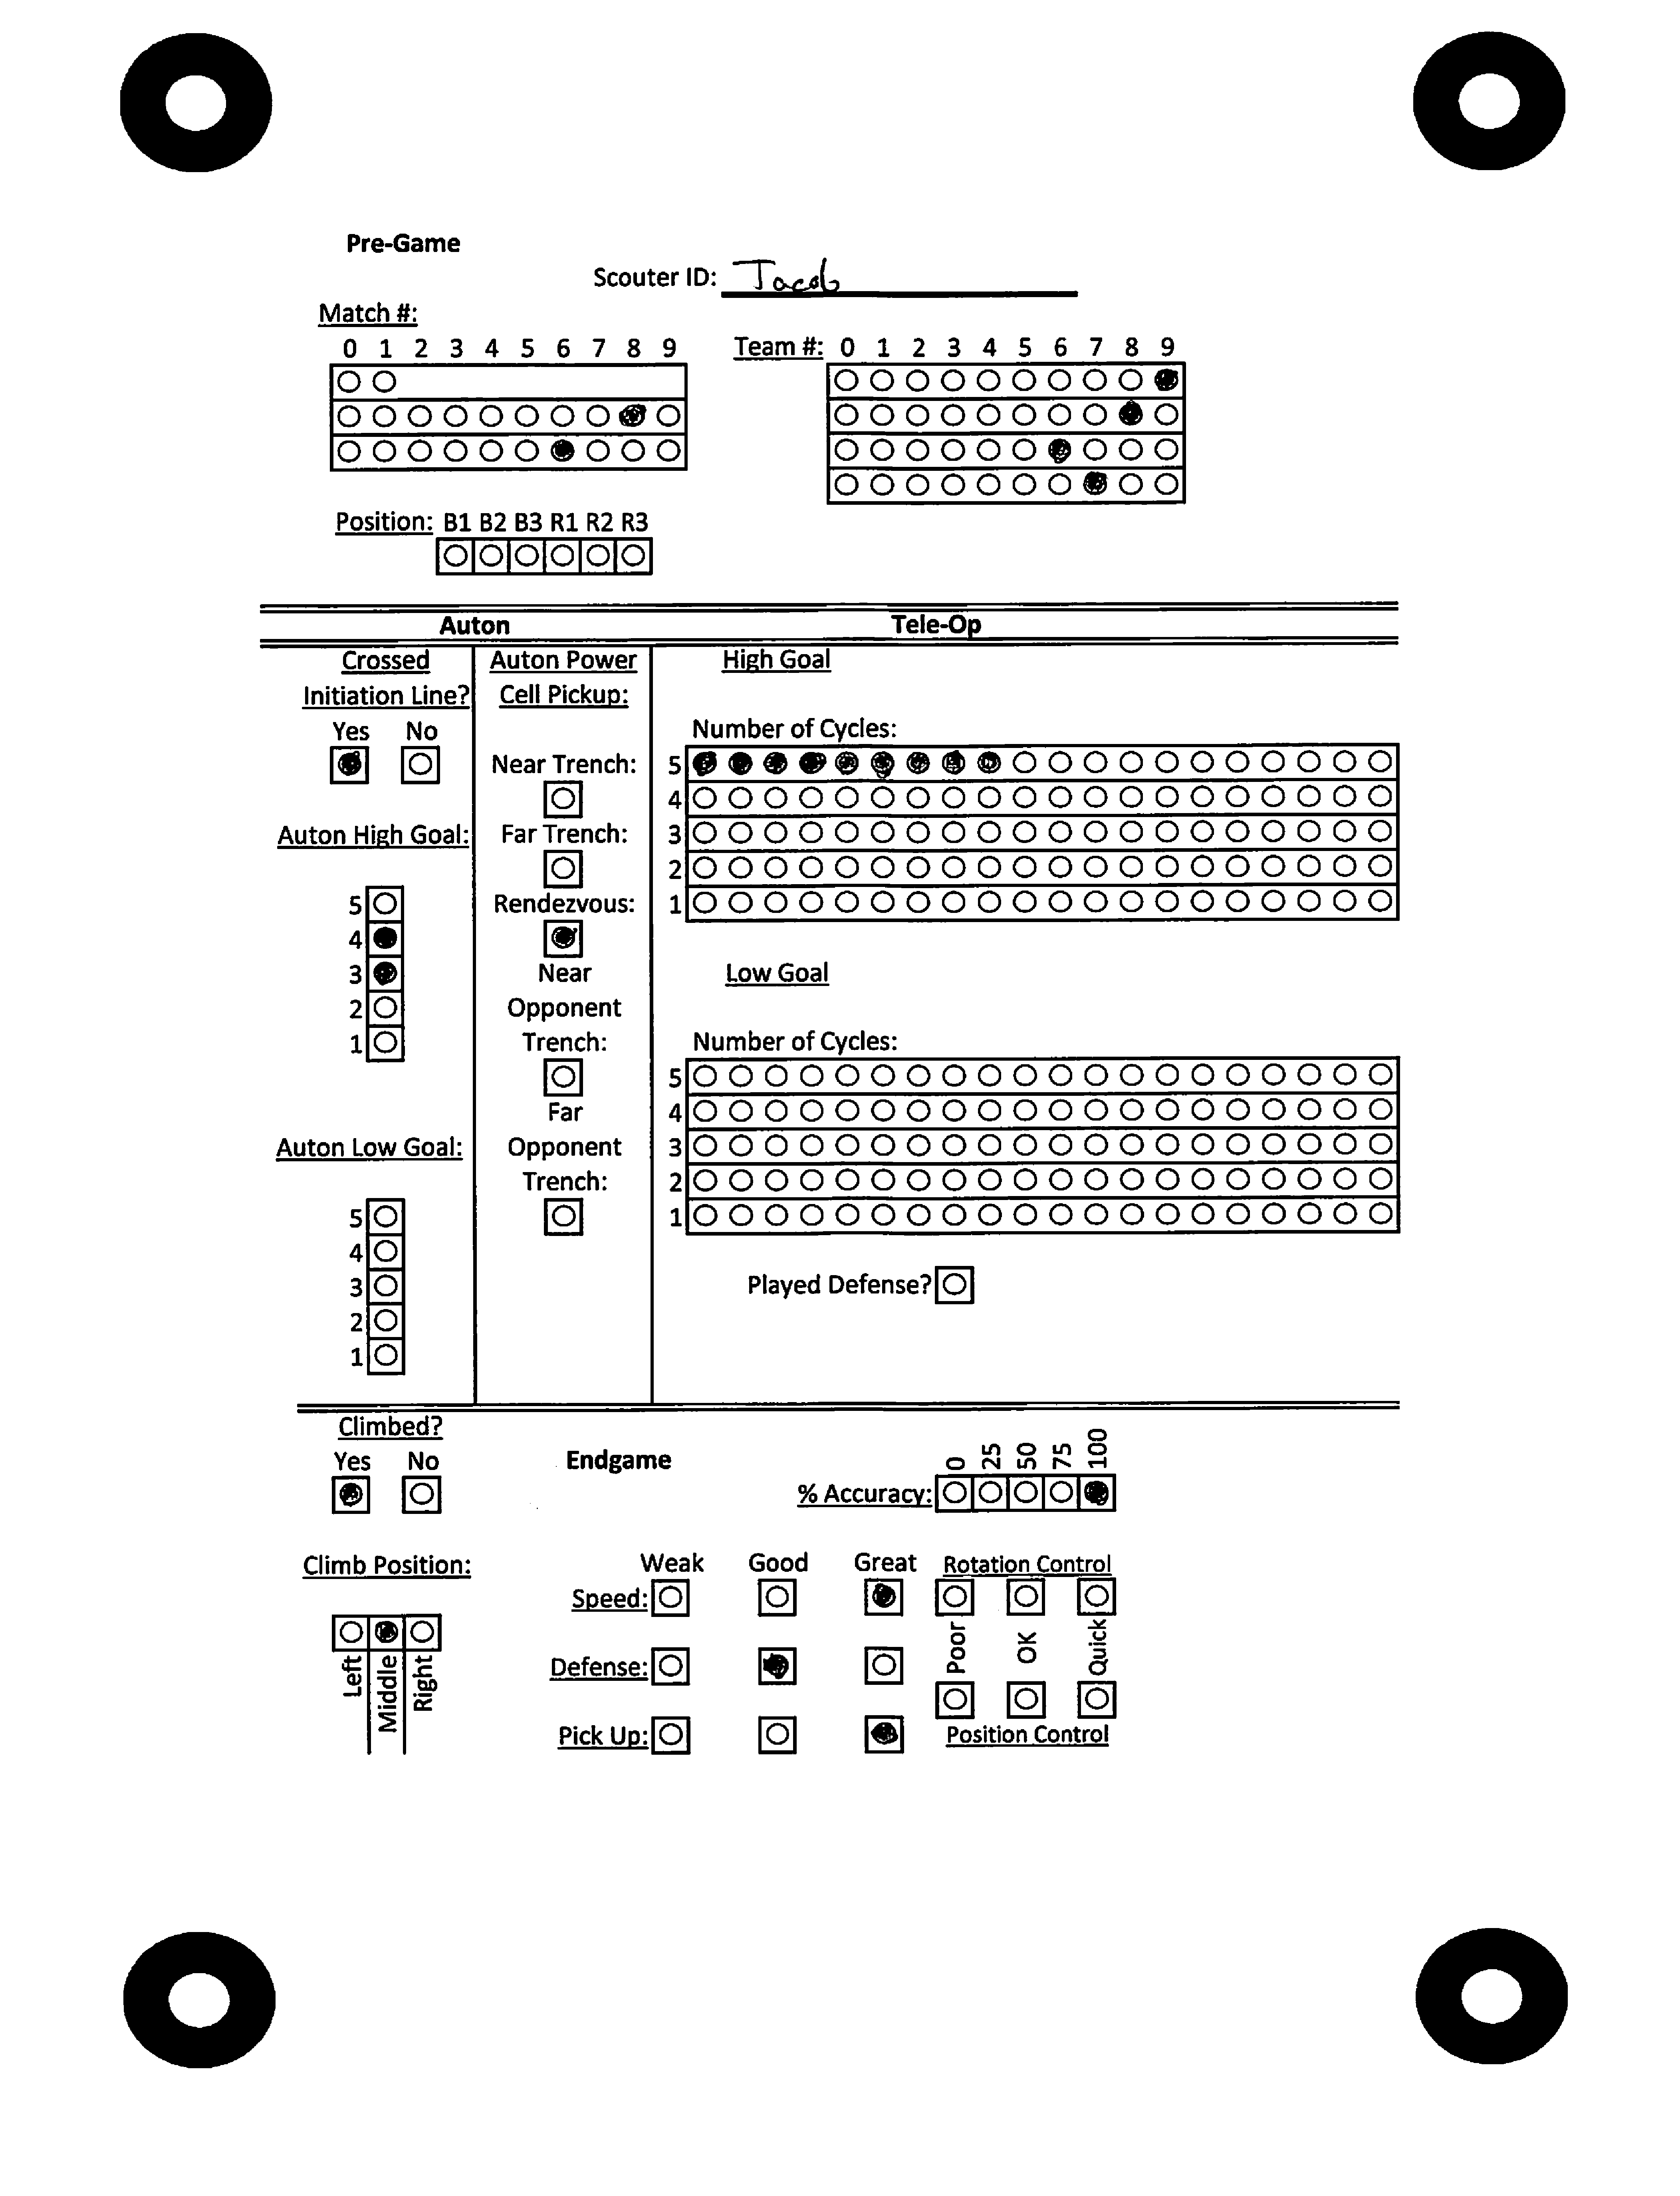 Pre-Game
Scouter ID: Jacob
Match #:
0 1 2 3 4 5 6 7 8 9
Team #: 0 1 2 3 4 5 6 7 8 9
Position: B1 B2 B3 R1 R2 R3
Auton
Tele-Op
Crossed
Initiation Line?
Yes No
Auton High Goal:
5
4
3
2
1
Auton Low Goal:
5
4
3
2
1
Auton Power
Cell Pickup:
Near Trench:
Far Trench:
Rendezvous:
Near
Opponent
Trench:
Far
Opponent
Trench:
High Goal
Number of Cycles:
5
4
3
2
1
Low Goal
Number of Cycles:
5
4
3
2
1
Played Defense?
Climbed?
Yes No
Climb Position:
Left
Middle
Right
Endgame
0 25 50 75 100
% Accuracy:
Weak Good Great
Speed:
Defense:
Pick Up:
Rotation Control
Poor OK Quick
Position Control